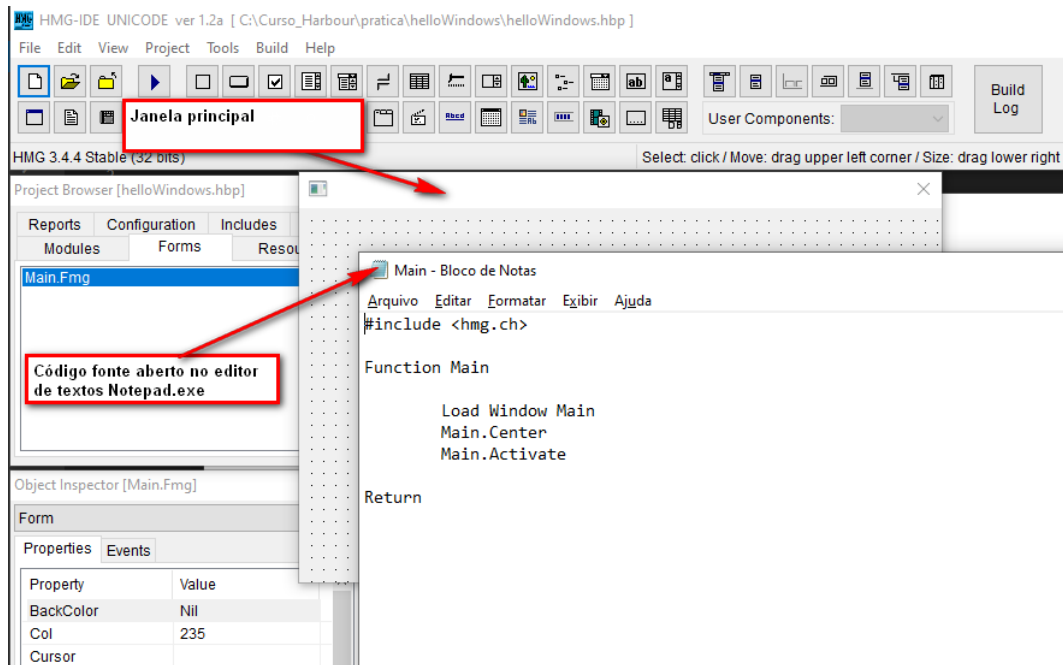 HMG-IDE UNICODE ver 1.2a [ C:\Curso_Harbour\pratica\helloWindows\helloWindows.hbp ]
File Edit View Project Tools Build Help
Build
Log
Janela principal
Abcd
User Components:
HMG 3.4.4 Stable (32 bits)
Select: click / Move: drag upper left corner / Size: drag lower right
Project Browser [helloWindows.hbp]
Reports Configuration Includes
Modules Forms Resou
Main.Fmg
Código fonte aberto no editor
de textos Notepad.exe
Main - Bloco de Notas
Arquivo Editar Formatar Exibir Ajuda
#include <hmg.ch>
Function Main
Load Window Main
Main.Center
Main.Activate
Return
Object Inspector [Main.Fmg]
Form
Properties Events
Property Value
BackColor Nil
Col 235
Cursor